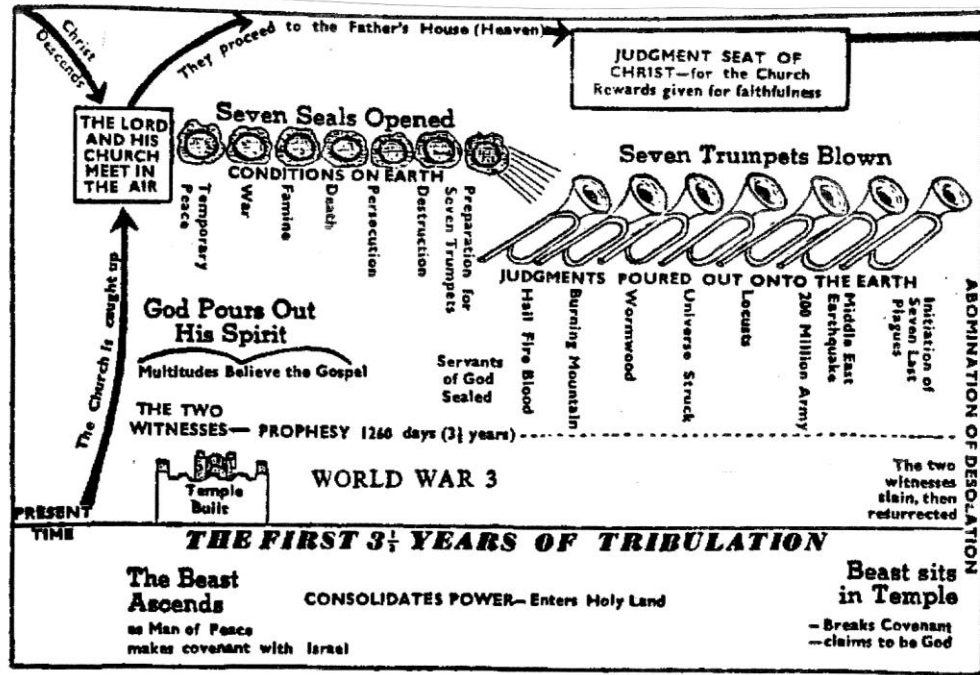 Christ
Descends
They proceed to the Father's House (Heaven)
JUDGMENT SEAT OF
CHRIST—for the Church
Rewards given for faithfulness
THE LORD
AND HIS
CHURCH
MEET IN
THE AIR
Seven Seals Opened
CONDITIONS ON EARTH
Temporary
Peace
War
Famine
Death
Persecution
Destruction
Preparation for
Seven Trumpets
Seven Trumpets Blown
JUDGMENTS POURED OUT ONTO THE EARTH
Hail Fire Blood
Burning Mountain
Wormwood
Universe Struck
Locusts
200 Million Army
Middle East
Earthquake
Initiation of
Seven Last
Plagues
ABOMINATION OF DESOLATION
The Church is caught up
God Pours Out
His Spirit
Multitudes Believe the Gospel
Servants
of God
Sealed
THE TWO
WITNESSES— PROPHESY 1260 days (3½ years)
Temple
Built
WORLD WAR 3
The two
witnesses
slain, then
resurrected
PRESENT
TIME
THE FIRST 3½ YEARS OF TRIBULATION
The Beast
Ascends
as Man of Peace
makes covenant with Israel
CONSOLIDATES POWER—Enters Holy Land
Beast sits
in Temple
—Breaks Covenant
—claims to be God